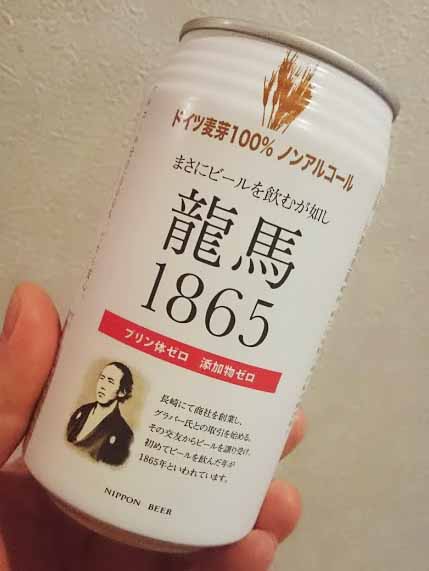 ドイツ麦芽100% ノンアルコール
まさにビールを飲むが如し
龍馬
1865
プリン体ゼロ 添加物ゼロ
長崎にて商社を創業し、
グラバー氏との取引を始める。
その交友からビールを譲り受け、
初めてビールを飲んだ年が
1865年といわれています。
NIPPON BEER